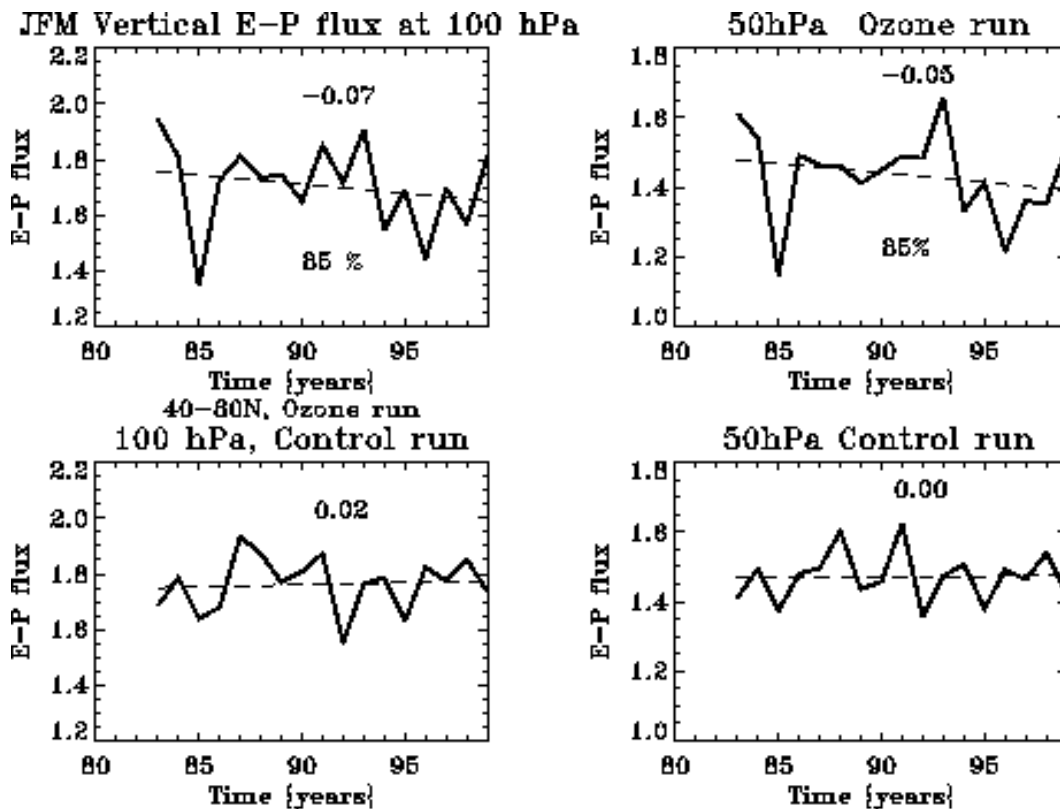 JFM Vertical E-P flux at 100 hPa
2.2
2.0
1.8
1.6
1.4
1.2
E-P flux
-0.07
85 %
80 85 90 95
Time {years}
40-80N, Ozone run
50hPa Ozone run
1.8
1.6
1.4
1.2
1.0
E-P flux
-0.05
85%
80 85 90 95
Time {years}
100 hPa, Control run
2.2
2.0
1.8
1.6
1.4
1.2
E-P flux
0.02
80 85 90 95
Time {years}
50hPa Control run
1.8
1.6
1.4
1.2
1.0
E-P flux
0.00
80 85 90 95
Time {years}